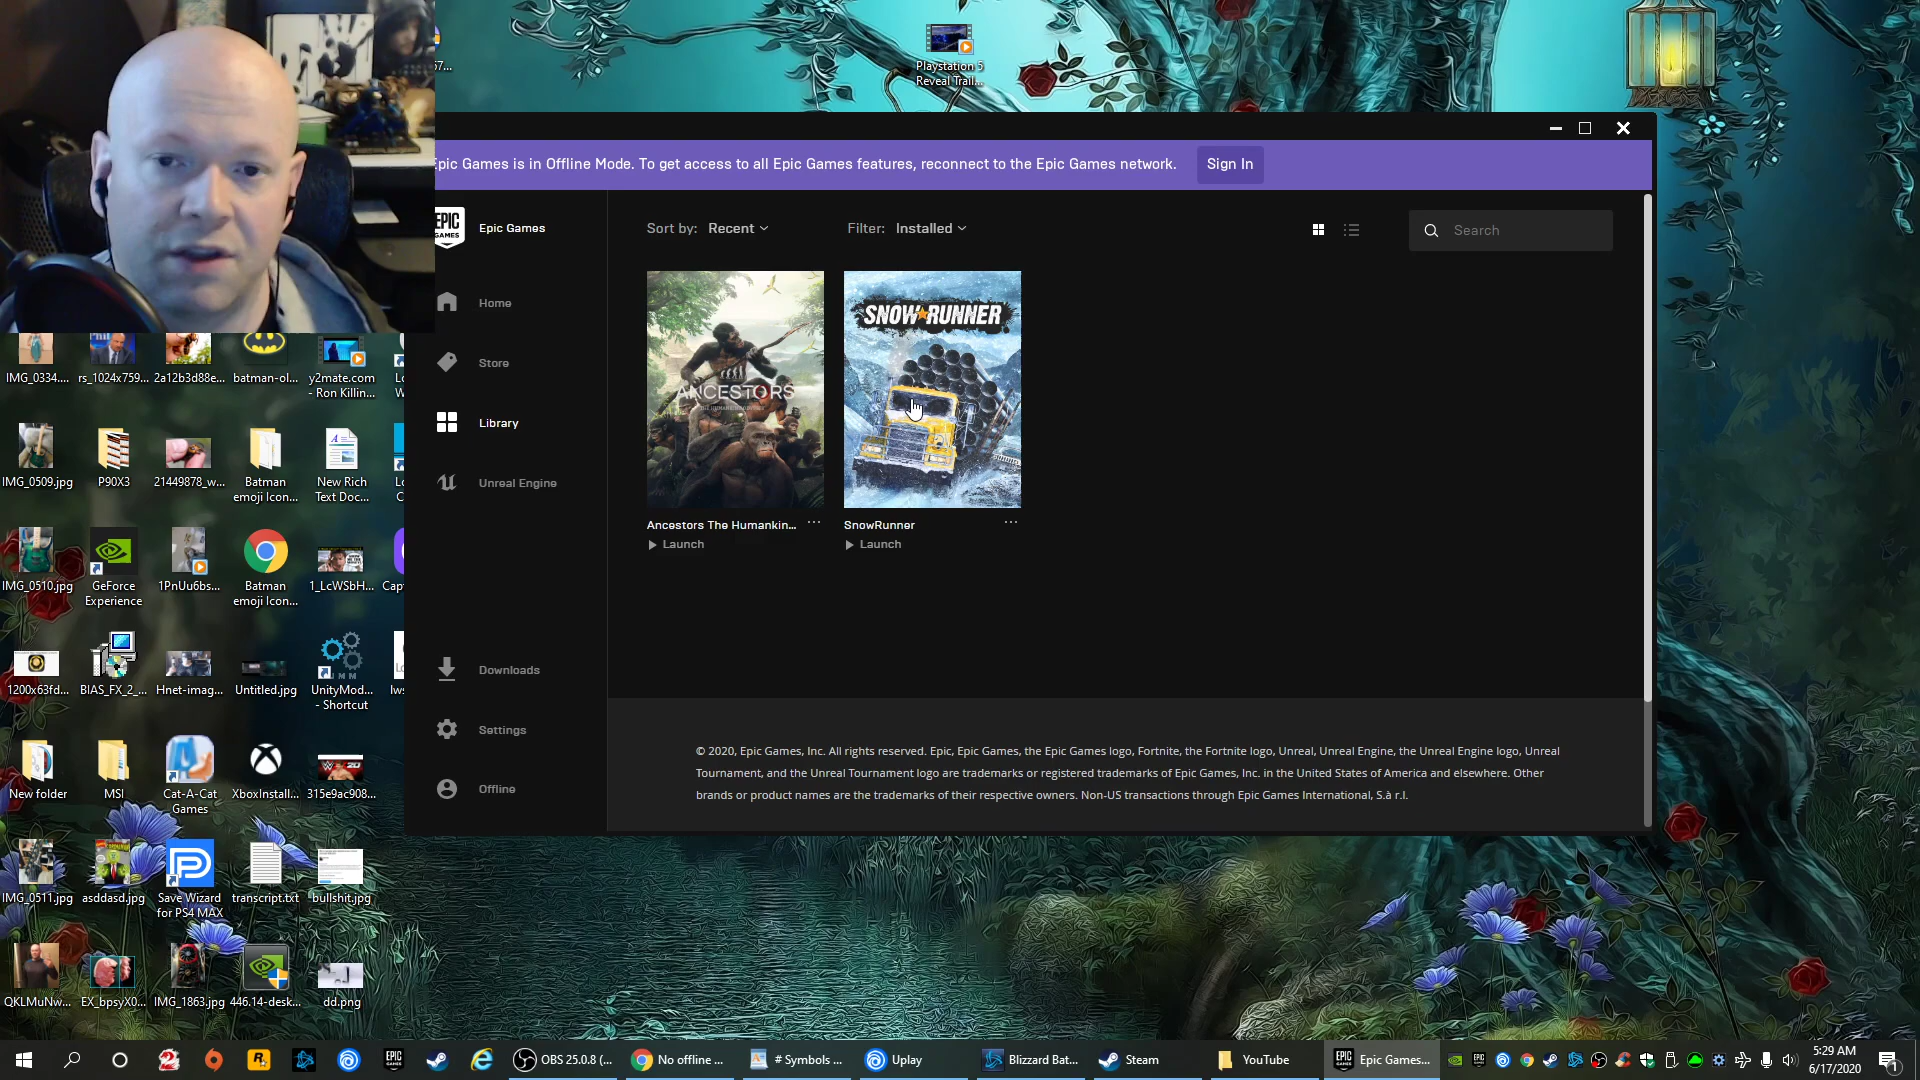 Playstation 5
Reveal Trail...
67...
Epic Games is in Offline Mode. To get access to all Epic Games features, reconnect to the Epic Games network.
Sign In
EPIC
GAMES
Epic Games
Home
Store
Library
Unreal Engine
Downloads
Settings
Offline
Sort by: Recent
Filter: Installed
Search
ANCESTORS
SNOWRUNNER
Ancestors The Humankin...
Launch
SnowRunner
Launch
© 2020, Epic Games, Inc. All rights reserved. Epic, Epic Games, the Epic Games logo, Fortnite, the Fortnite logo, Unreal, Unreal Engine, the Unreal Engine logo, Unreal
Tournament, and the Unreal Tournament logo are trademarks or registered trademarks of Epic Games, Inc. in the United States of America and elsewhere. Other
brands or product names are the trademarks of their respective owners. Non-US transactions through Epic Games International, S.à r.l.
IMG_0334....
rs_1024x759...
2a12b3d88e...
batman-ol...
y2mate.com
- Ron Killin...
IMG_0509.jpg
P90X3
21449878_w...
Batman
emoji Icon...
New Rich
Text Doc...
IMG_0510.jpg
GeForce
Experience
1PnUu6bs...
Batman
emoji Icon...
1_LcWSbH...
Capt
1200x63fd...
BIAS_FX_2_...
Hnet-imag...
Untitled.jpg
UnityMod...
- Shortcut
lws
New folder
MSI
Cat-A-Cat
Games
XboxInstall...
315e9ac908...
IMG_0511.jpg
asddasd.jpg
Save Wizard
for PS4 MAX
transcript.txt
bullshit.jpg
QKLMuNw...
EX_bpsyX0...
IMG_1863.jpg
446.14-desk...
dd.png
OBS 25.0.8 (...
No offline ...
# Symbols ...
Uplay
Blizzard Bat...
Steam
YouTube
Epic Games...
5:29 AM
6/17/2020
1